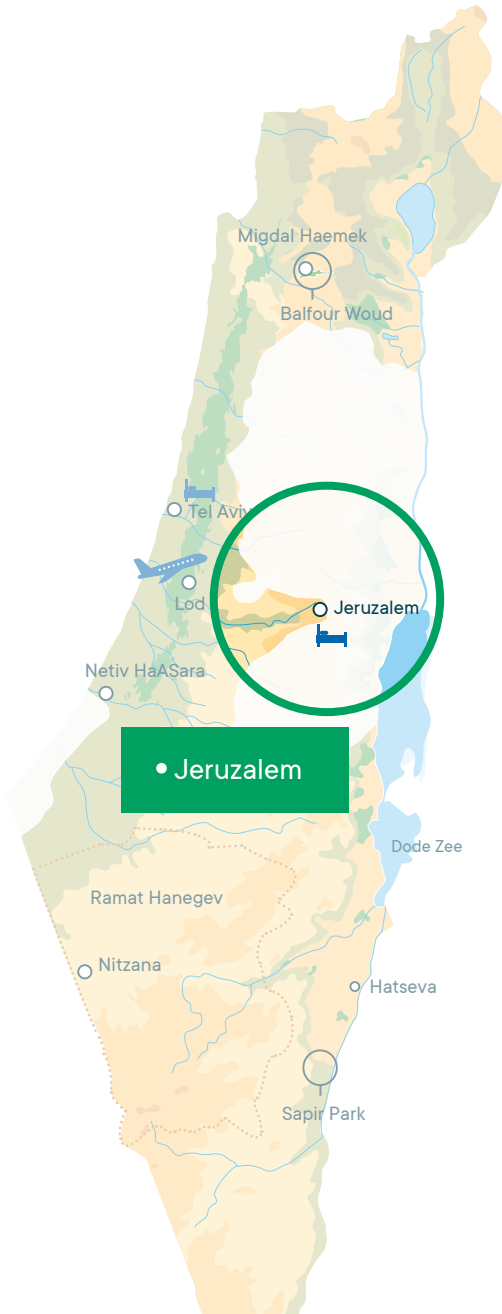 Migdal Haemek
Balfour Woud
Tel Aviv
Lod
Jeruzalem
Netiv HaASara
• Jeruzalem
Dode Zee
Ramat Hanegev
Nitzana
Hatseva
Sapir Park